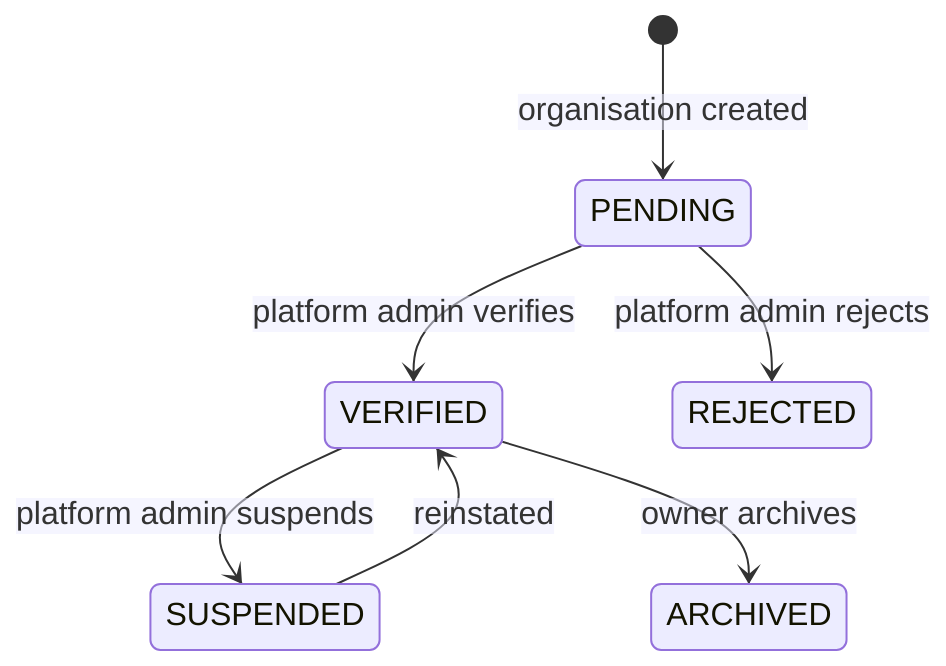 organisation created
PENDING
platform admin verifies
platform admin rejects
VERIFIED
REJECTED
platform admin suspends
reinstated
owner archives
SUSPENDED
ARCHIVED